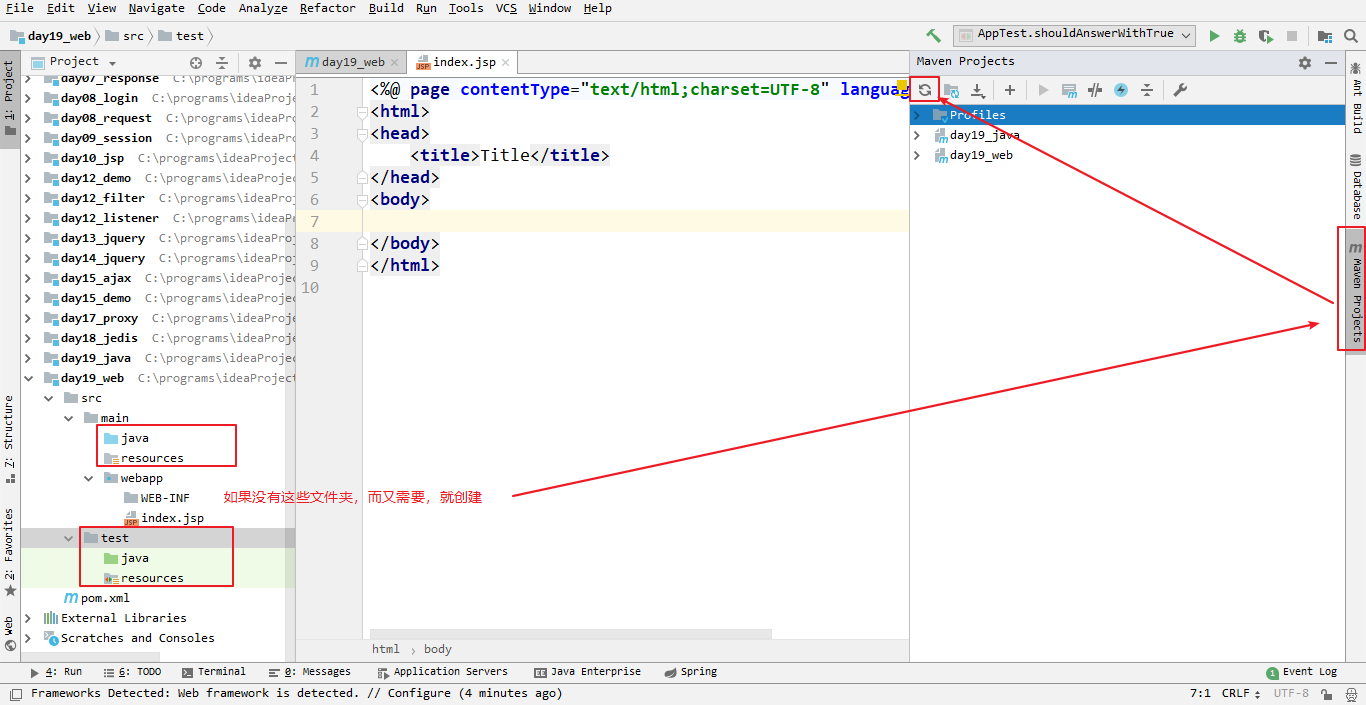 File Edit View Navigate Code Analyze Refactor Build Run Tools VCS Window Help
day19_web src test
AppTest.shouldAnswerWithTrue
Project
day19_web
index.jsp
Maven Projects
1: Project
Z: Structure
2: Favorites
Web
day07_response C:\programs\ideaPro
day08_login C:\programs\ideaProject
day08_request C:\programs\ideaProje
day09_session C:\programs\ideaProje
day10_jsp C:\programs\ideaProject
day12_demo C:\programs\ideaProject
day12_filter C:\programs\ideaProje
day12_listener C:\programs\ideaPro
day13_jquery C:\programs\ideaProj
day14_jquery C:\programs\ideaProj
day15_ajax C:\programs\ideaProjec
day15_demo C:\programs\ideaProject
day17_proxy C:\programs\ideaProje
day18_jedis C:\programs\ideaProje
day19_java C:\programs\ideaProjec
day19_web C:\programs\ideaProject
src
main
java
resources
webapp
WEB-INF
JSP index.jsp
test
java
resources
m pom.xml
External Libraries
Scratches and Consoles
如果没有这些文件夹，而又需要，就创建
1 <%@ page contentType="text/html;charset=UTF-8" languag
2 <html>
3 <head>
4 <title>Title</title>
5 </head>
6 <body>
7
8 </body>
9 </html>
10
html › body
Profiles
day19_java
day19_web
Ant Build
Database
m Maven Projects
4: Run 6: TODO Terminal 0: Messages Application Servers Java Enterprise Spring 1 Event Log
Frameworks Detected: Web framework is detected. // Configure (4 minutes ago) 7:1 CRLF UTF-8